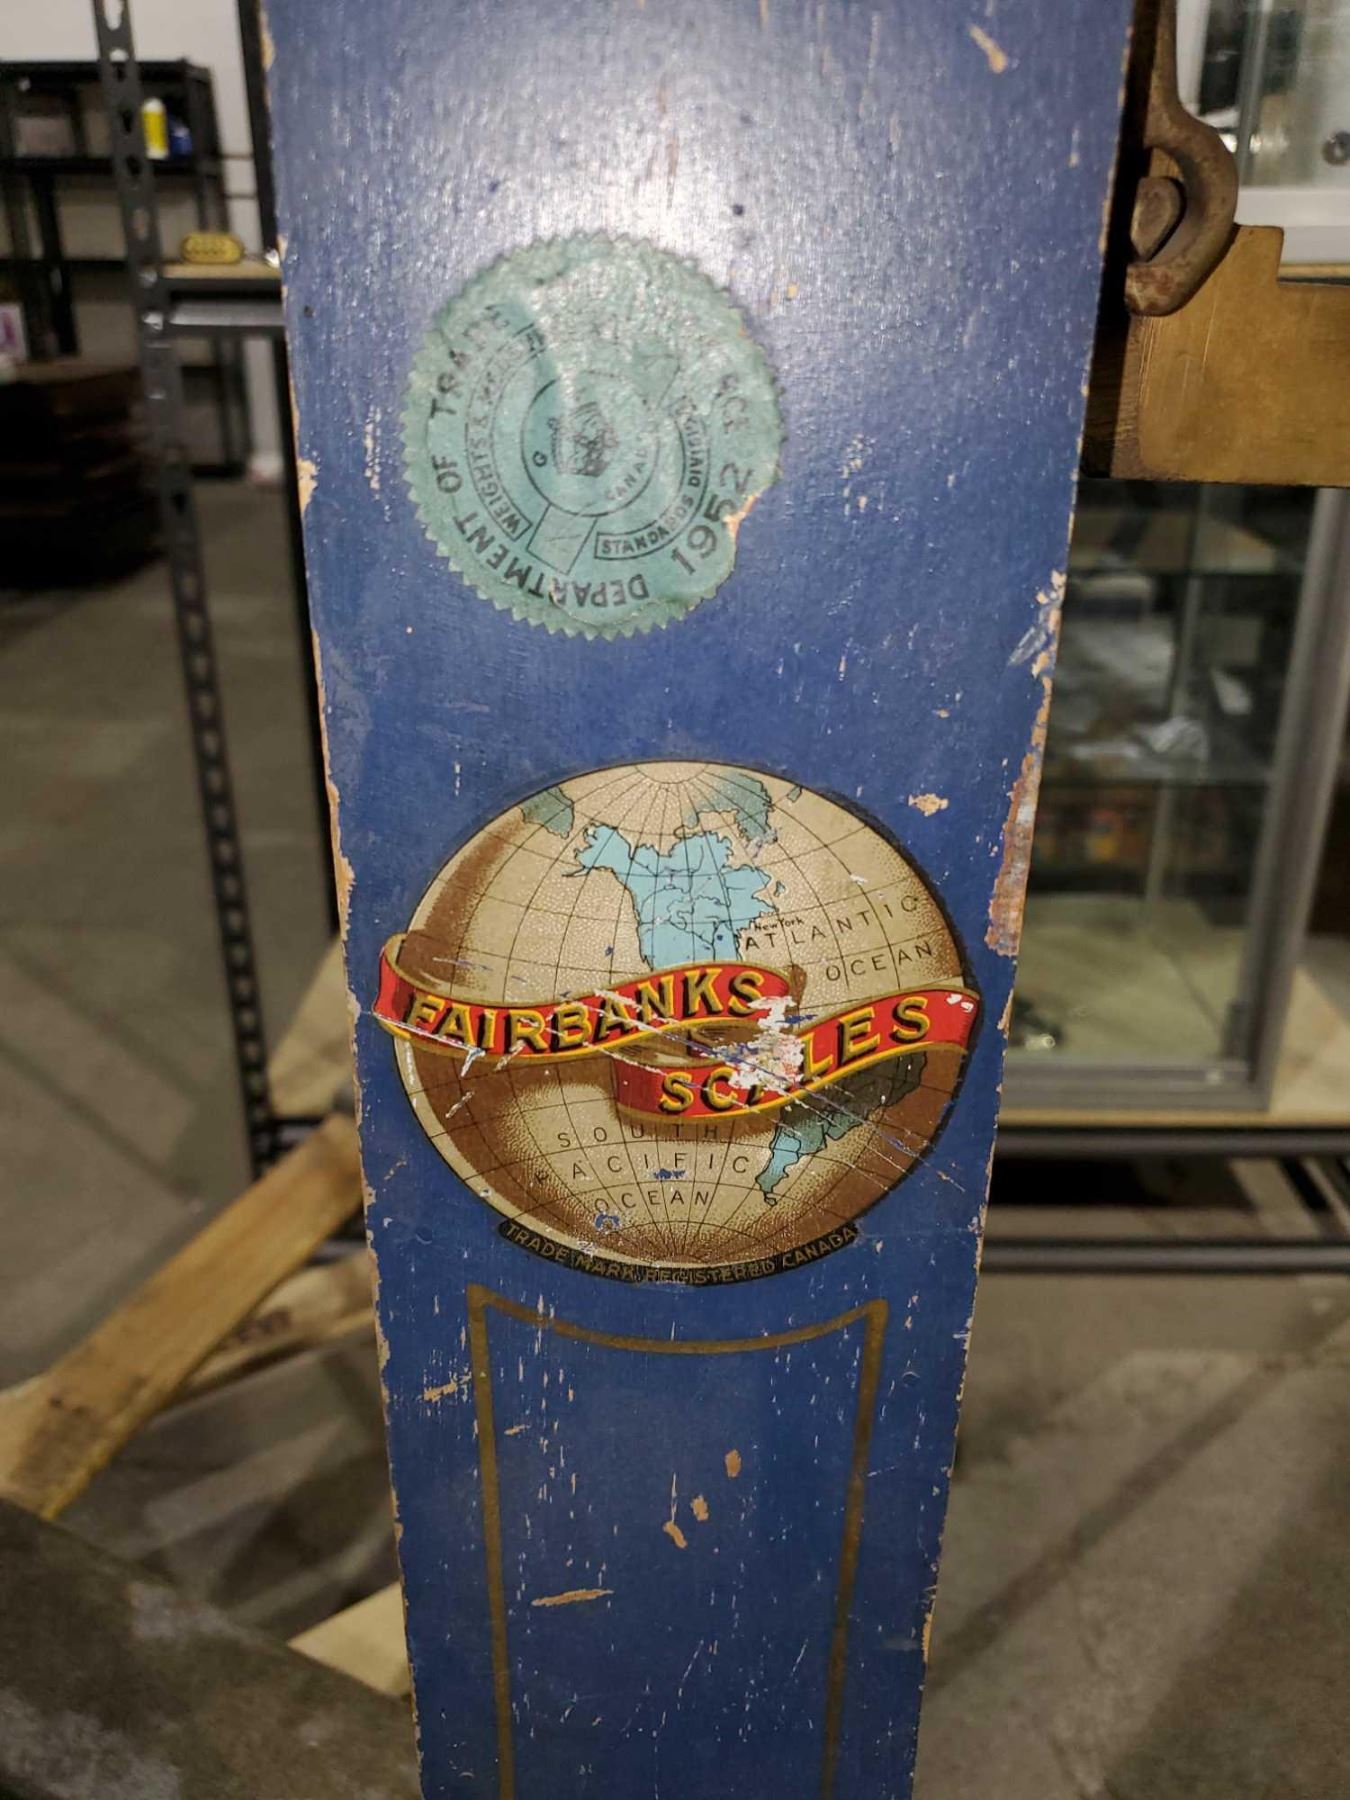 DEPARTMENT OF TRADE
1952
WEIGHTS &
STANDARDS DIVISION
CANADA
New York
ATLANTIC
OCEAN
FAIRBANKS
SCALES
SOUTH
PACIFIC
OCEAN
TRADE MARK REGISTERED CANADA